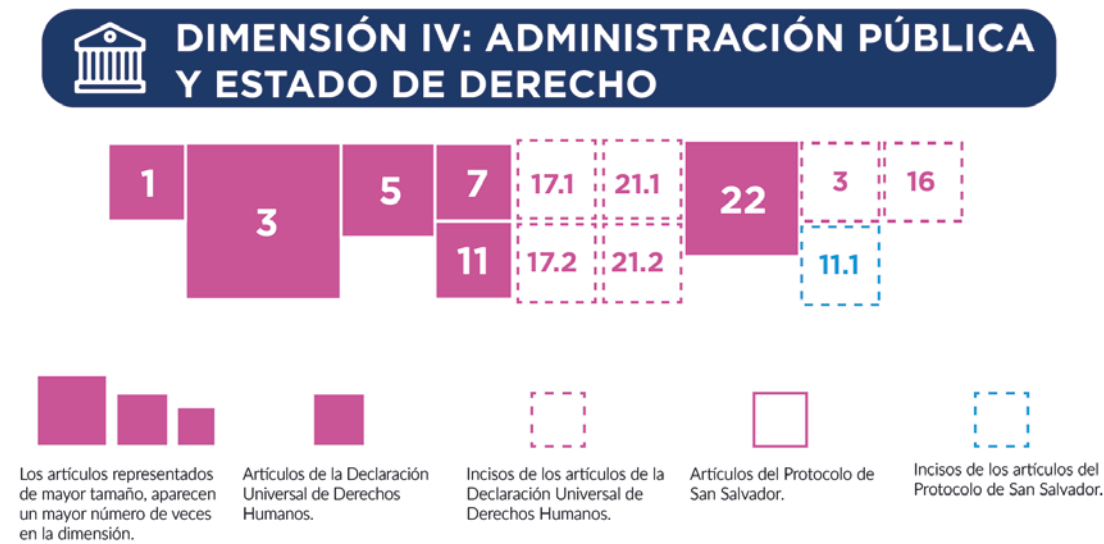 DIMENSIÓN IV: ADMINISTRACIÓN PÚBLICA
Y ESTADO DE DERECHO
1
3
5
7
17.1
21.1
22
3
16
11
17.2
21.2
11.1
Los artículos representados
de mayor tamaño, aparecen
un mayor número de veces
en la dimensión.
Artículos de la Declaración
Universal de Derechos
Humanos.
Incisos de los artículos de la
Declaración Universal de
Derechos Humanos.
Artículos del Protocolo de
San Salvador.
Incisos de los artículos del
Protocolo de San Salvador.